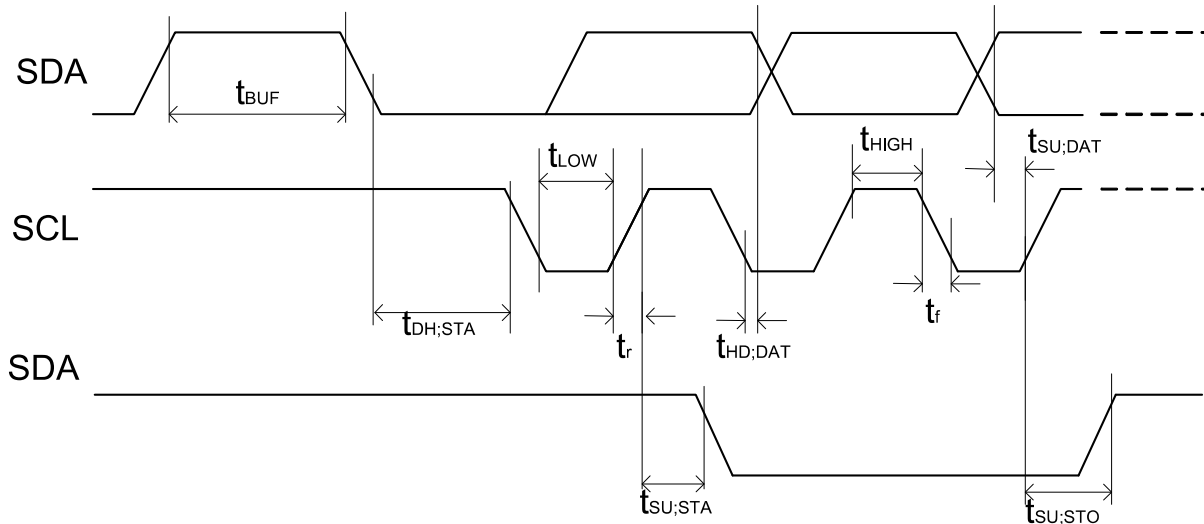 SDA
tBUF
tLOW
tHIGH
tSU;DAT
SCL
tDH;STA
tr
tHD;DAT
tf
SDA
tSU;STA
tSU;STO